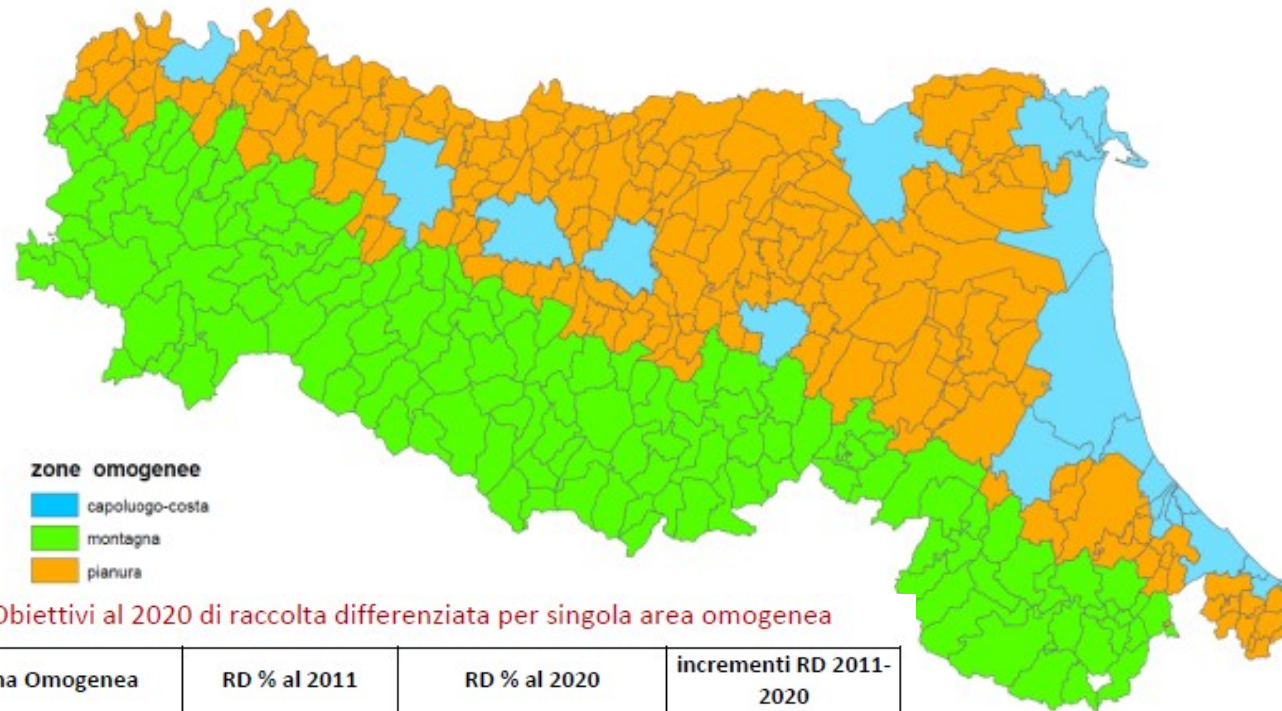 zone omogenee
capoluogo-costa
montagna
pianura
Obiettivi al 2020 di raccolta differenziata per singola area omogenea
na Omogenea RD % al 2011 RD % al 2020 incrementi RD 2011-
2020